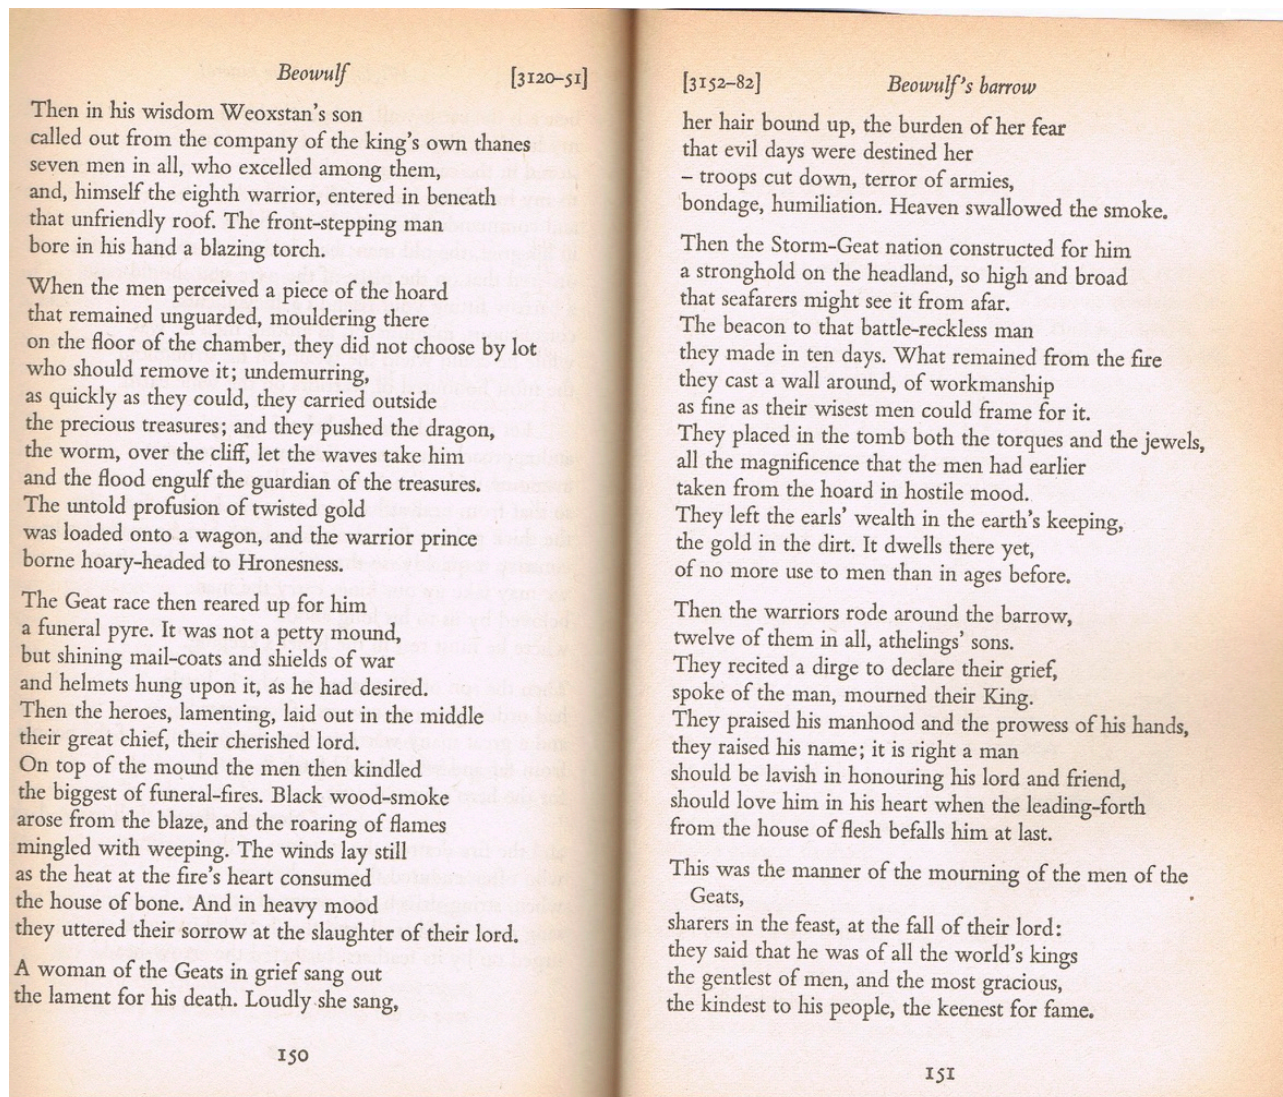 Beowulf [3120–51]
Then in his wisdom Weoxstan's son
called out from the company of the king's own thanes
seven men in all, who excelled among them,
and, himself the eighth warrior, entered in beneath
that unfriendly roof. The front-stepping man
bore in his hand a blazing torch.
When the men perceived a piece of the hoard
that remained unguarded, mouldering there
on the floor of the chamber, they did not choose by lot
who should remove it; undemurring,
as quickly as they could, they carried outside
the precious treasures; and they pushed the dragon,
the worm, over the cliff, let the waves take him
and the flood engulf the guardian of the treasures.
The untold profusion of twisted gold
was loaded onto a wagon, and the warrior prince
borne hoary-headed to Hronesness.
The Geat race then reared up for him
a funeral pyre. It was not a petty mound,
but shining mail-coats and shields of war
and helmets hung upon it, as he had desired.
Then the heroes, lamenting, laid out in the middle
their great chief, their cherished lord.
On top of the mound the men then kindled
the biggest of funeral-fires. Black wood-smoke
arose from the blaze, and the roaring of flames
mingled with weeping. The winds lay still
as the heat at the fire's heart consumed
the house of bone. And in heavy mood
they uttered their sorrow at the slaughter of their lord.
A woman of the Geats in grief sang out
the lament for his death. Loudly she sang,
150
[3152–82] Beowulf's barrow
her hair bound up, the burden of her fear
that evil days were destined her
– troops cut down, terror of armies,
bondage, humiliation. Heaven swallowed the smoke.
Then the Storm-Geat nation constructed for him
a stronghold on the headland, so high and broad
that seafarers might see it from afar.
The beacon to that battle-reckless man
they made in ten days. What remained from the fire
they cast a wall around, of workmanship
as fine as their wisest men could frame for it.
They placed in the tomb both the torques and the jewels,
all the magnificence that the men had earlier
taken from the hoard in hostile mood.
They left the earls' wealth in the earth's keeping,
the gold in the dirt. It dwells there yet,
of no more use to men than in ages before.
Then the warriors rode around the barrow,
twelve of them in all, athelings' sons.
They recited a dirge to declare their grief,
spoke of the man, mourned their King.
They praised his manhood and the prowess of his hands,
they raised his name; it is right a man
should be lavish in honouring his lord and friend,
should love him in his heart when the leading-forth
from the house of flesh befalls him at last.
This was the manner of the mourning of the men of the
Geats,
sharers in the feast, at the fall of their lord:
they said that he was of all the world's kings
the gentlest of men, and the most gracious,
the kindest to his people, the keenest for fame.
151